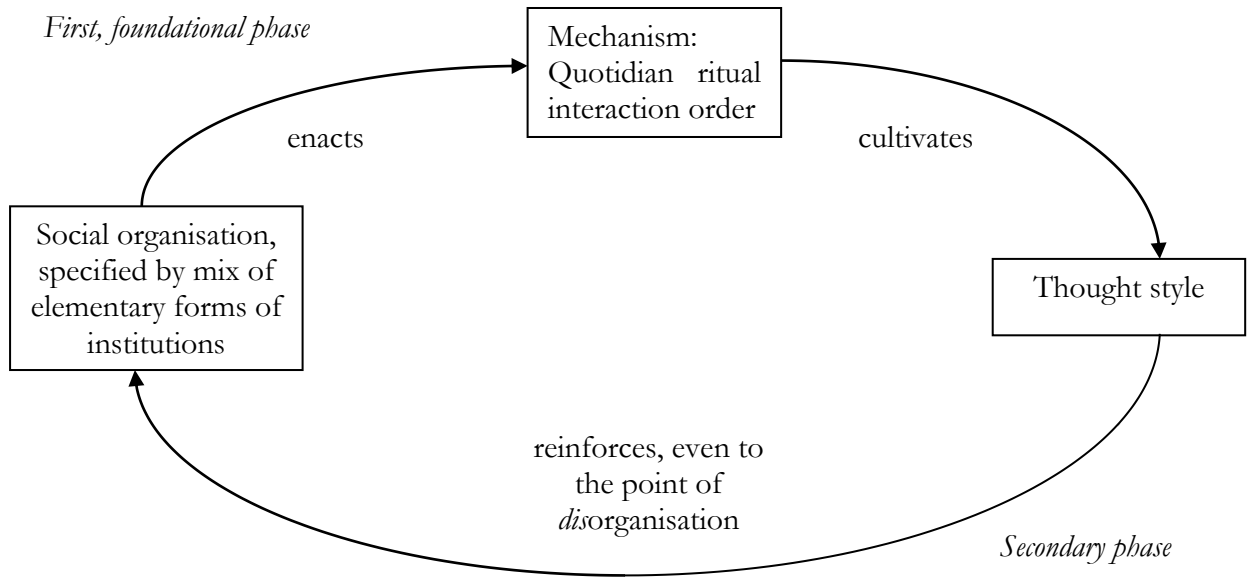 First, foundational phase
Mechanism:
Quotidian ritual
interaction order
enacts
cultivates
Social organisation,
specified by mix of
elementary forms of
institutions
Thought style
reinforces, even to
the point of
disorganisation
Secondary phase